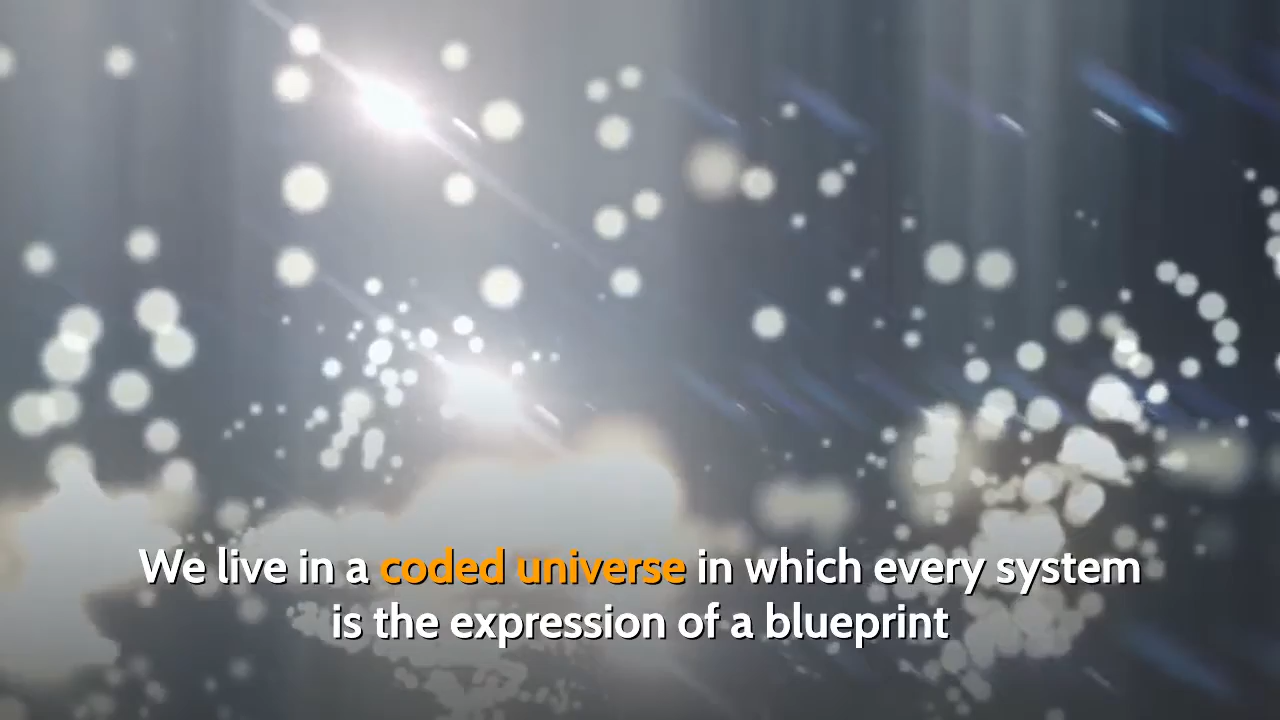 We live in a coded universe in which every system
is the expression of a blueprint